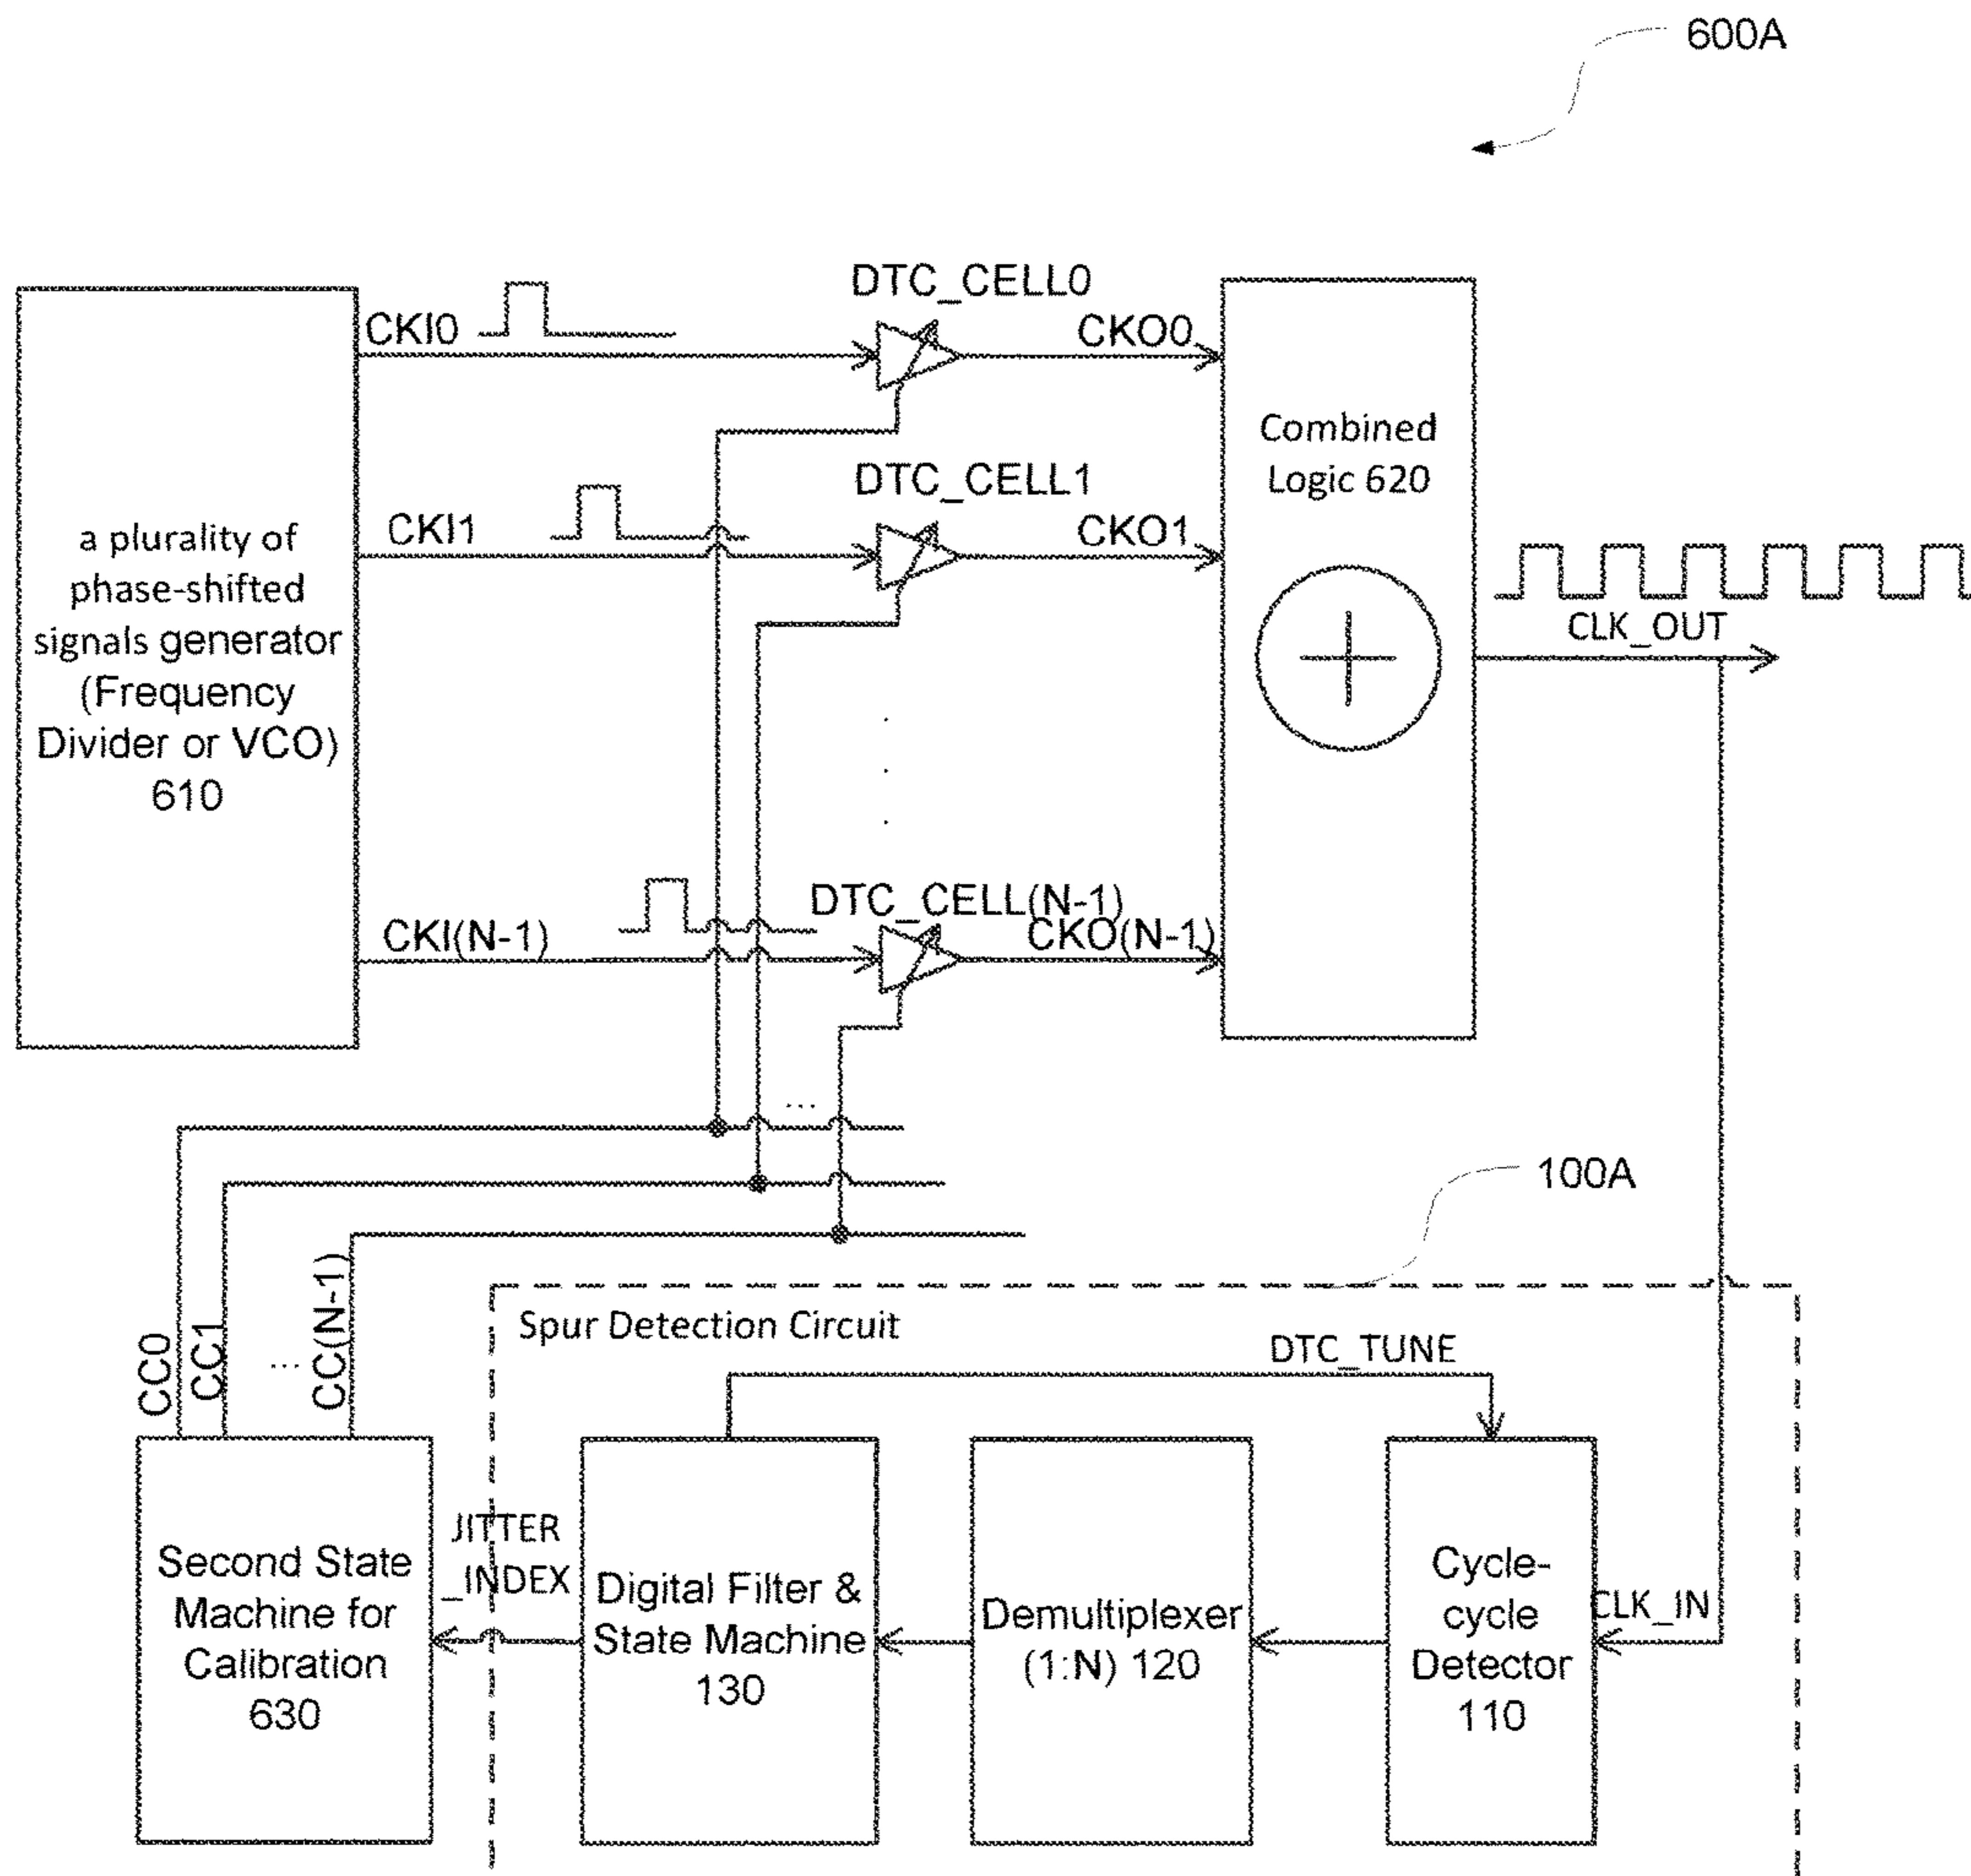 600A
a plurality of
phase-shifted
signals generator
(Frequency
Divider or VCO)
610
CKI0
DTC_CELL0
CKO0
CKI1
DTC_CELL1
CKO1
CKI(N-1)
DTC_CELL(N-1)
CKO(N-1)
Combined
Logic 620
CLK_OUT
...
100A
CC0
CC1
...
CC(N-1)
Spur Detection Circuit
DTC_TUNE
Second State
Machine for
Calibration
630
JITTER
_INDEX
Digital Filter &
State Machine
130
Demultiplexer
(1:N) 120
Cycle-
cycle
Detector
110
CLK_IN